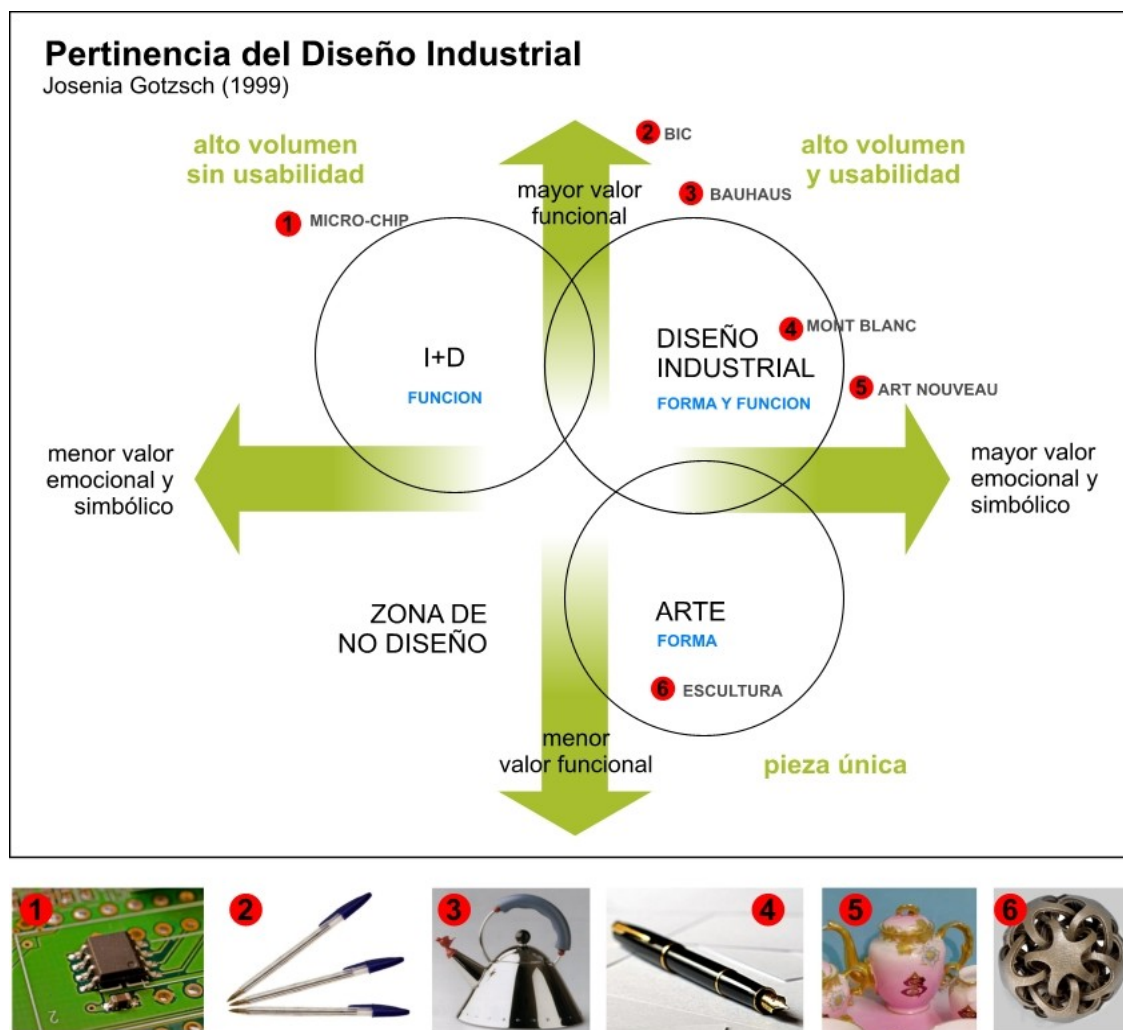 Pertinencia del Diseño Industrial
Josenia Gotzsch (1999)
alto volumen
sin usabilidad
mayor valor
funcional
2 BIC
alto volumen
y usabilidad
3 BAUHAUS
1 MICRO-CHIP
I+D
FUNCION
DISEÑO
INDUSTRIAL
FORMA Y FUNCION
4 MONT BLANC
5 ART NOUVEAU
menor valor
emocional y
simbólico
mayor valor
emocional y
simbólico
ZONA DE
NO DISEÑO
ARTE
FORMA
6 ESCULTURA
menor
valor funcional
pieza única
1
2
3
4
5
6
2